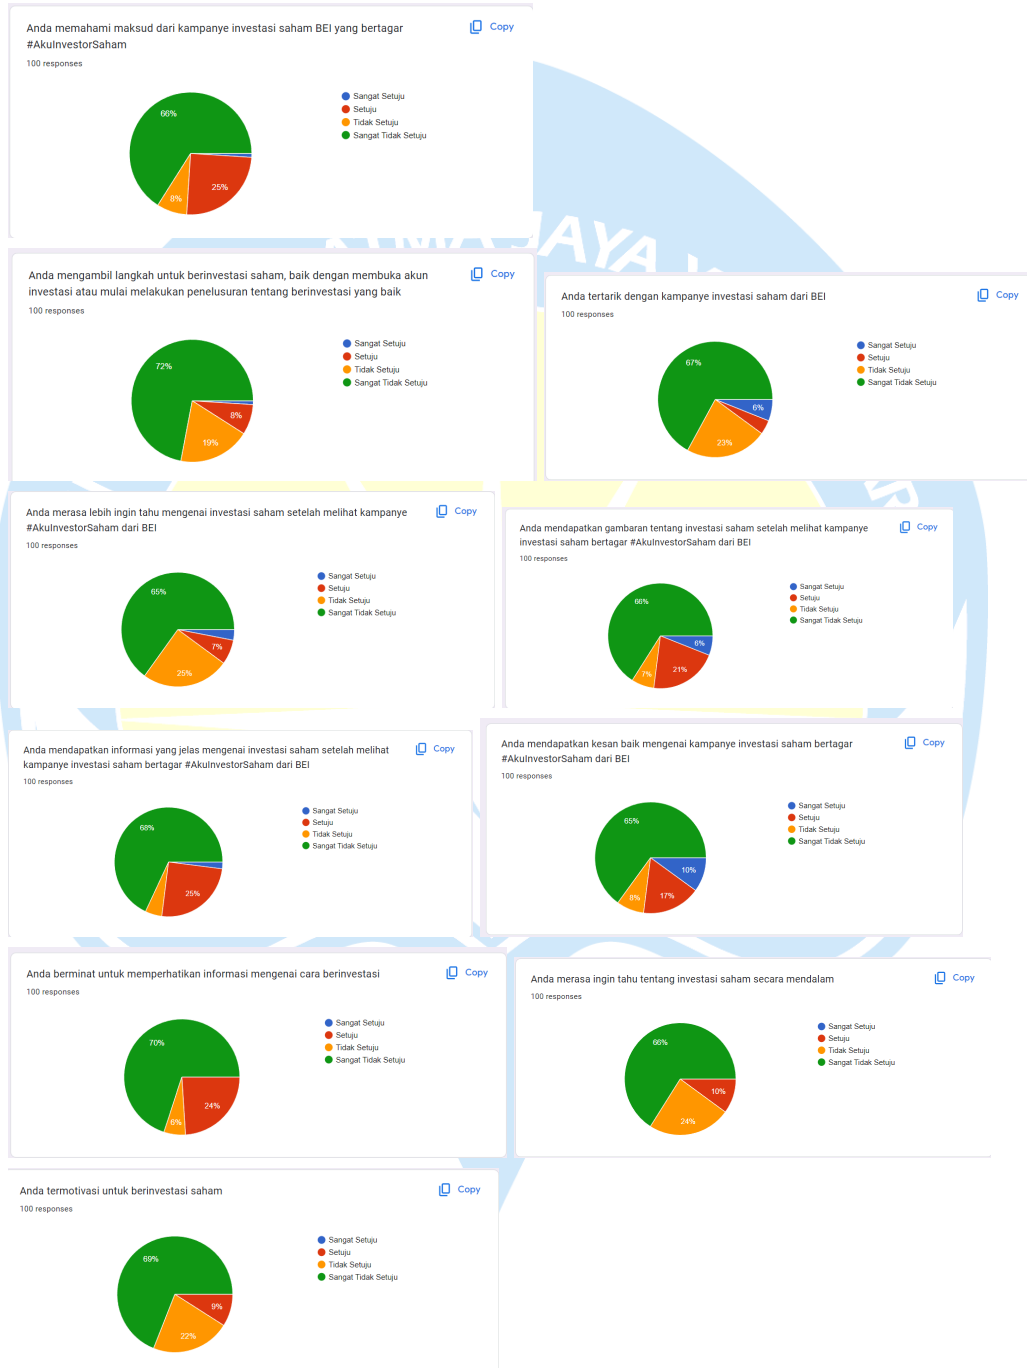 Anda memahami maksud dari kampanye investasi saham BEI yang bertagar
#AkuInvestorSaham
Copy
100 responses
66%
25%
8%
Sangat Setuju
Setuju
Tidak Setuju
Sangat Tidak Setuju
ATMA JAYA
Anda mengambil langkah untuk berinvestasi saham, baik dengan membuka akun
investasi atau mulai melakukan penelusuran tentang berinvestasi yang baik
Copy
100 responses
72%
8%
19%
Sangat Setuju
Setuju
Tidak Setuju
Sangat Tidak Setuju
Anda tertarik dengan kampanye investasi saham dari BEI
Copy
100 responses
67%
6%
23%
Sangat Setuju
Setuju
Tidak Setuju
Sangat Tidak Setuju
Anda merasa lebih ingin tahu mengenai investasi saham setelah melihat kampanye
#AkuInvestorSaham dari BEI
Copy
100 responses
65%
7%
25%
Sangat Setuju
Setuju
Tidak Setuju
Sangat Tidak Setuju
Anda mendapatkan gambaran tentang investasi saham setelah melihat kampanye
investasi saham bertagar #AkuInvestorSaham dari BEI
Copy
100 responses
66%
6%
21%
7%
Sangat Setuju
Setuju
Tidak Setuju
Sangat Tidak Setuju
Anda mendapatkan informasi yang jelas mengenai investasi saham setelah melihat
kampanye investasi saham bertagar #AkuInvestorSaham dari BEI
Copy
100 responses
68%
25%
Sangat Setuju
Setuju
Tidak Setuju
Sangat Tidak Setuju
Anda mendapatkan kesan baik mengenai kampanye investasi saham bertagar
#AkuInvestorSaham dari BEI
Copy
100 responses
65%
10%
17%
8%
Sangat Setuju
Setuju
Tidak Setuju
Sangat Tidak Setuju
Anda berminat untuk memperhatikan informasi mengenai cara berinvestasi
Copy
100 responses
70%
24%
6%
Sangat Setuju
Setuju
Tidak Setuju
Sangat Tidak Setuju
Anda merasa ingin tahu tentang investasi saham secara mendalam
Copy
100 responses
66%
10%
24%
Sangat Setuju
Setuju
Tidak Setuju
Sangat Tidak Setuju
Anda termotivasi untuk berinvestasi saham
Copy
100 responses
69%
9%
22%
Sangat Setuju
Setuju
Tidak Setuju
Sangat Tidak Setuju